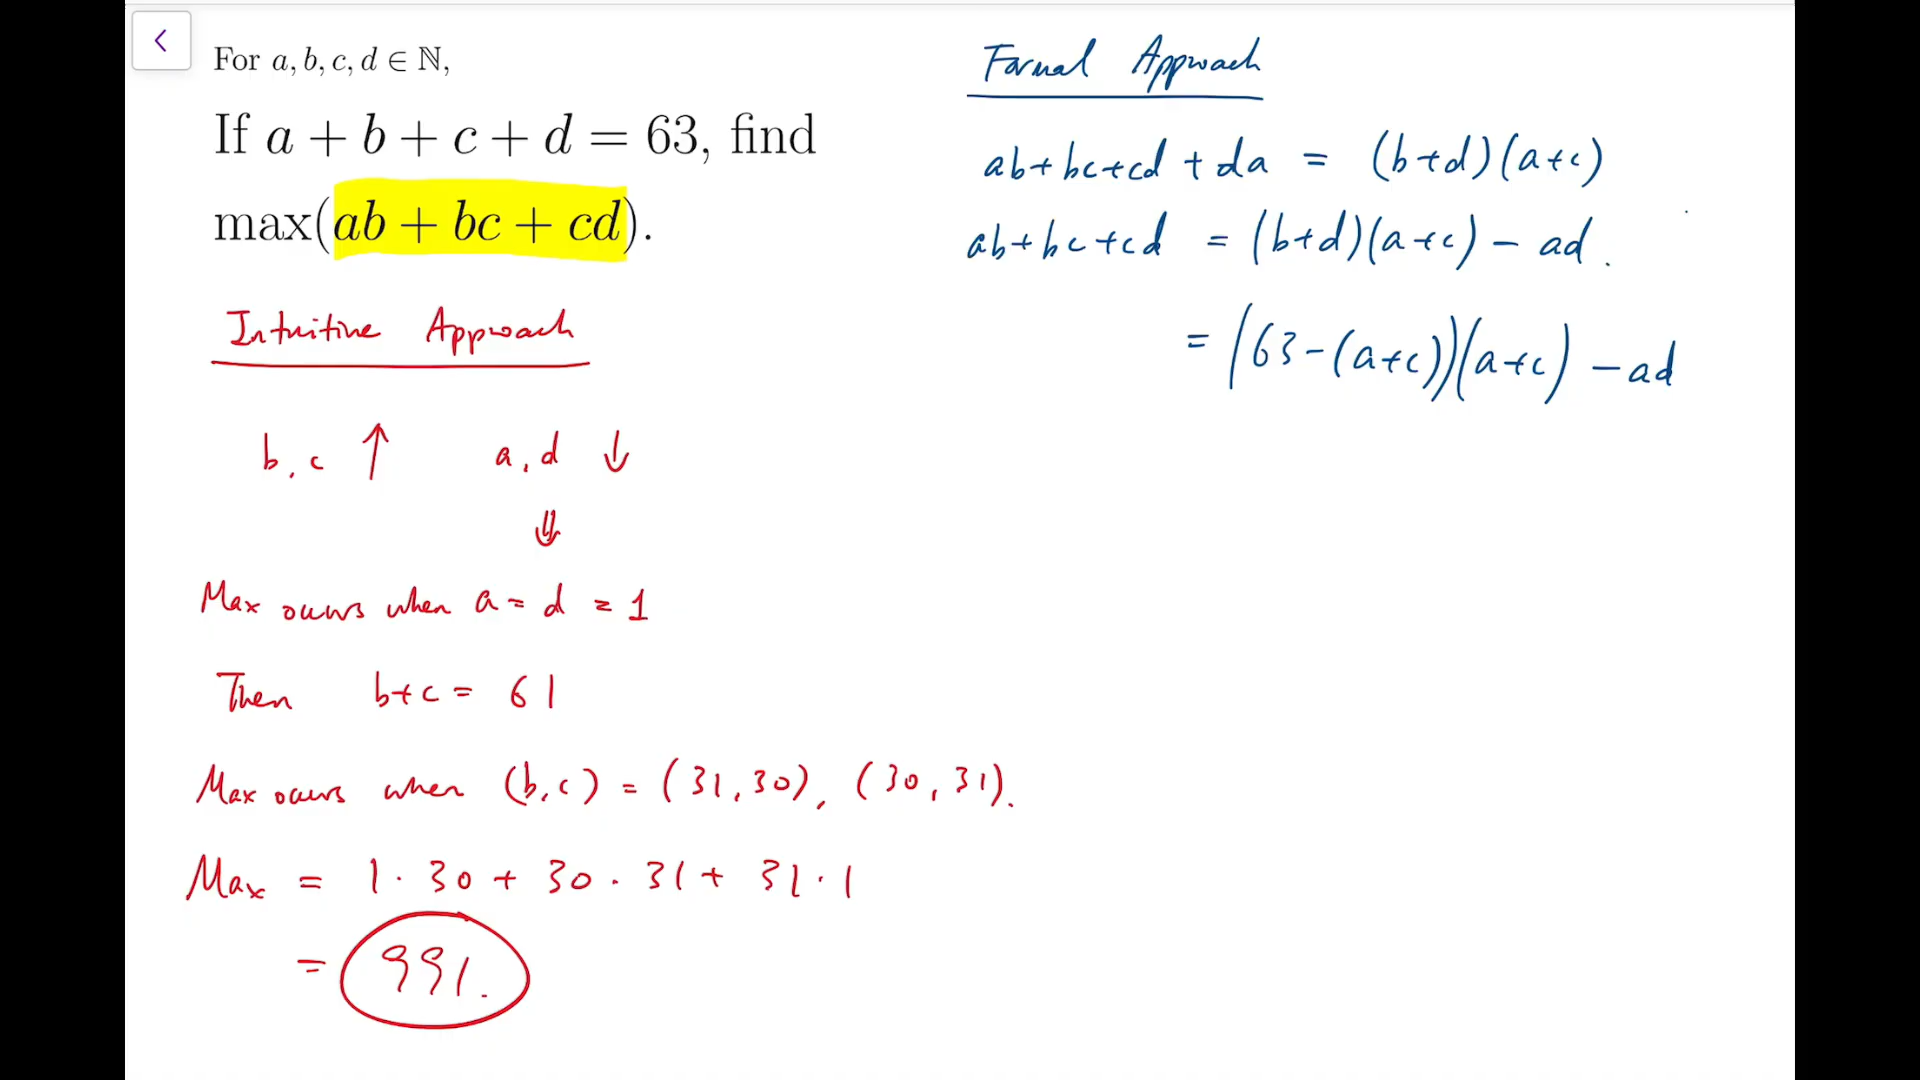 For a, b, c, d ∈ ℕ,
If a + b + c + d = 63, find
max(ab + bc + cd).
Intuitive Approach
b, c ↑ a, d ↓
⇓
Max occurs when a = d = 1
Then b+c = 61
Max occurs when (b,c) = (31,30), (30,31).
Max = 1·30 + 30·31 + 31·1
= 991.
Formal Approach
ab+bc+cd+da = (b+d)(a+c)
ab+bc+cd = (b+d)(a+c) − ad.
= (63−(a+c))(a+c) − ad